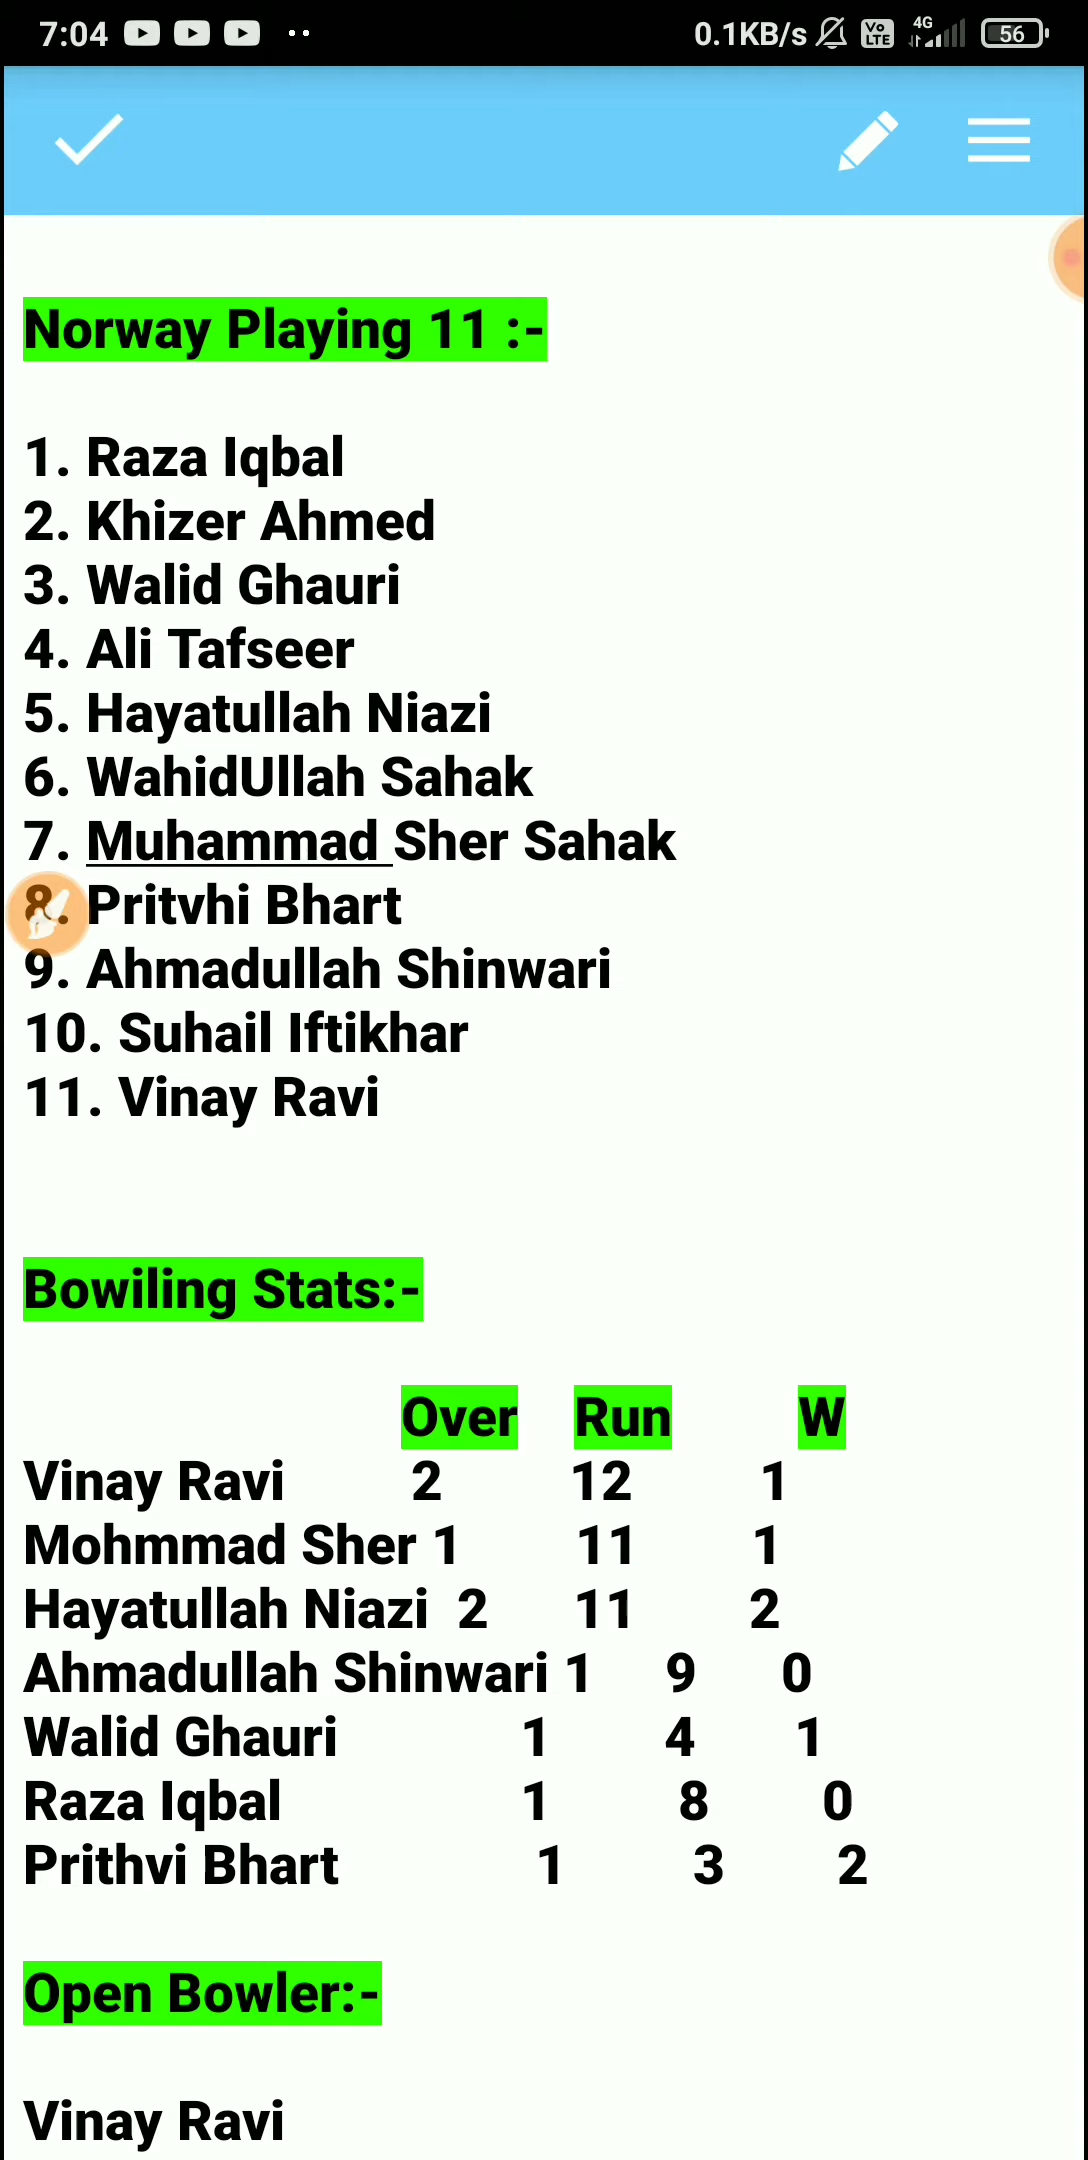 7:04 0.1KB/s Vo LTE 4G 56
Norway Playing 11 :-
1. Raza Iqbal
2. Khizer Ahmed
3. Walid Ghauri
4. Ali Tafseer
5. Hayatullah Niazi
6. WahidUllah Sahak
7. Muhammad Sher Sahak
8. Pritvhi Bhart
9. Ahmadullah Shinwari
10. Suhail Iftikhar
11. Vinay Ravi
Bowiling Stats:-
Over Run W
Vinay Ravi 2 12 1
Mohmmad Sher 1 11 1
Hayatullah Niazi 2 11 2
Ahmadullah Shinwari 1 9 0
Walid Ghauri 1 4 1
Raza Iqbal 1 8 0
Prithvi Bhart 1 3 2
Open Bowler:-
Vinay Ravi